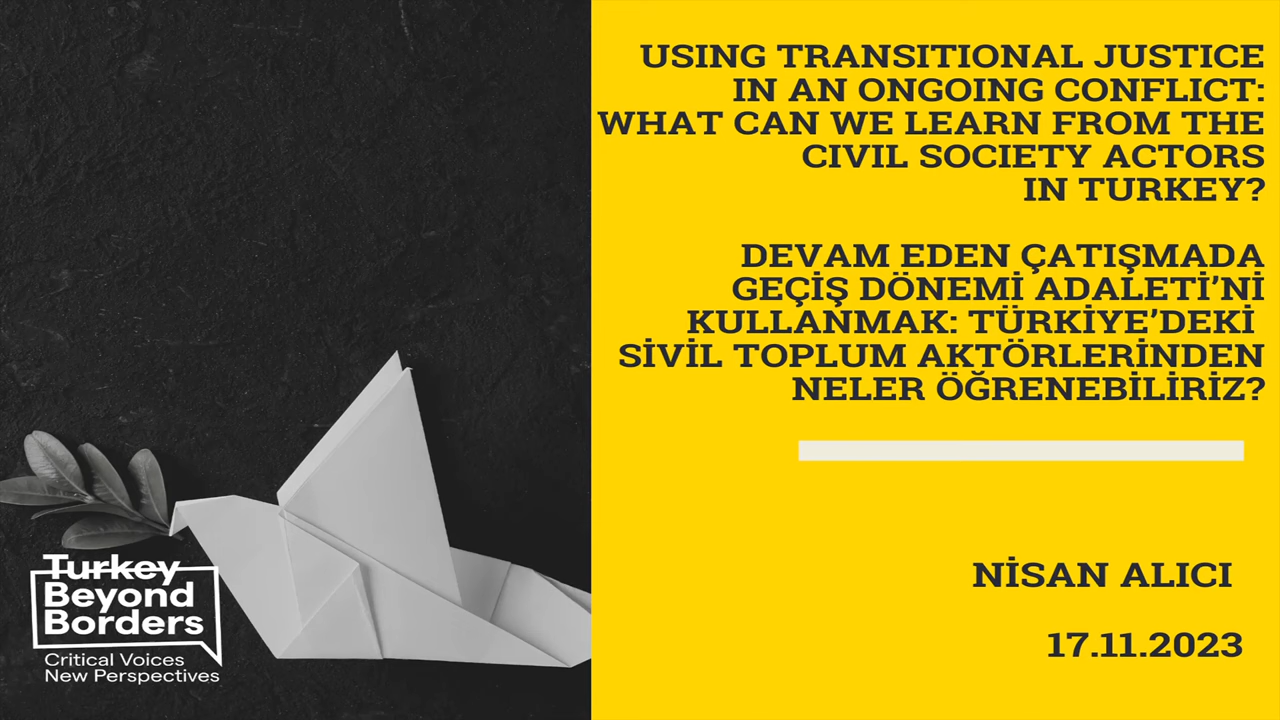 USING TRANSITIONAL JUSTICE
IN AN ONGOING CONFLICT:
WHAT CAN WE LEARN FROM THE
CIVIL SOCIETY ACTORS
IN TURKEY?
DEVAM EDEN ÇATIŞMADA
GEÇİŞ DÖNEMİ ADALETİ'Nİ
KULLANMAK: TÜRKİYE'DEKİ
SİVİL TOPLUM AKTÖRLERİNDEN
NELER ÖĞRENEBİLİRİZ?
NİSAN ALICI
17.11.2023
Turkey
Beyond
Borders
Critical Voices
New Perspectives